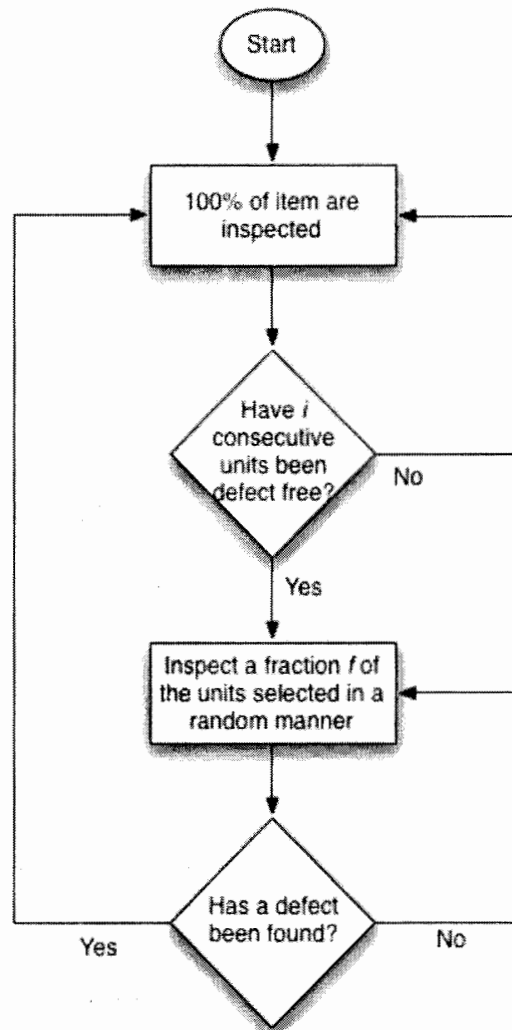 Start
100% of item are
inspected
Have i
consecutive
units been
defect free?
No
Yes
Inspect a fraction f of
the units selected in a
random manner
Has a defect
been found?
Yes
No